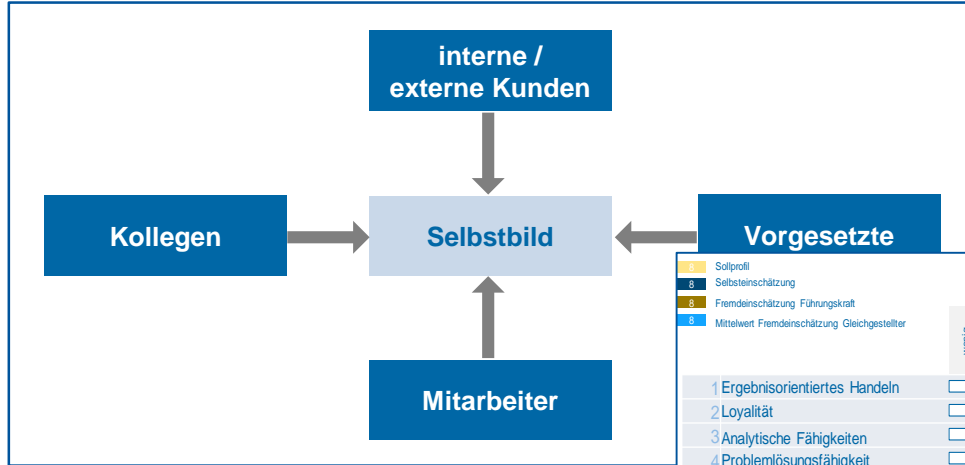 interne /
externe Kunden
Kollegen
Selbstbild
Vorgesetzte
Mitarbeiter
8 Sollprofil
8 Selbsteinschätzung
8 Fremdeinschätzung Führungskraft
8 Mittelwert Fremdeinschätzung Gleichgestellter
1 Ergebnisorientiertes Handeln
2 Loyalität
3 Analytische Fähigkeiten
4 Problemlösungsfähigkeit